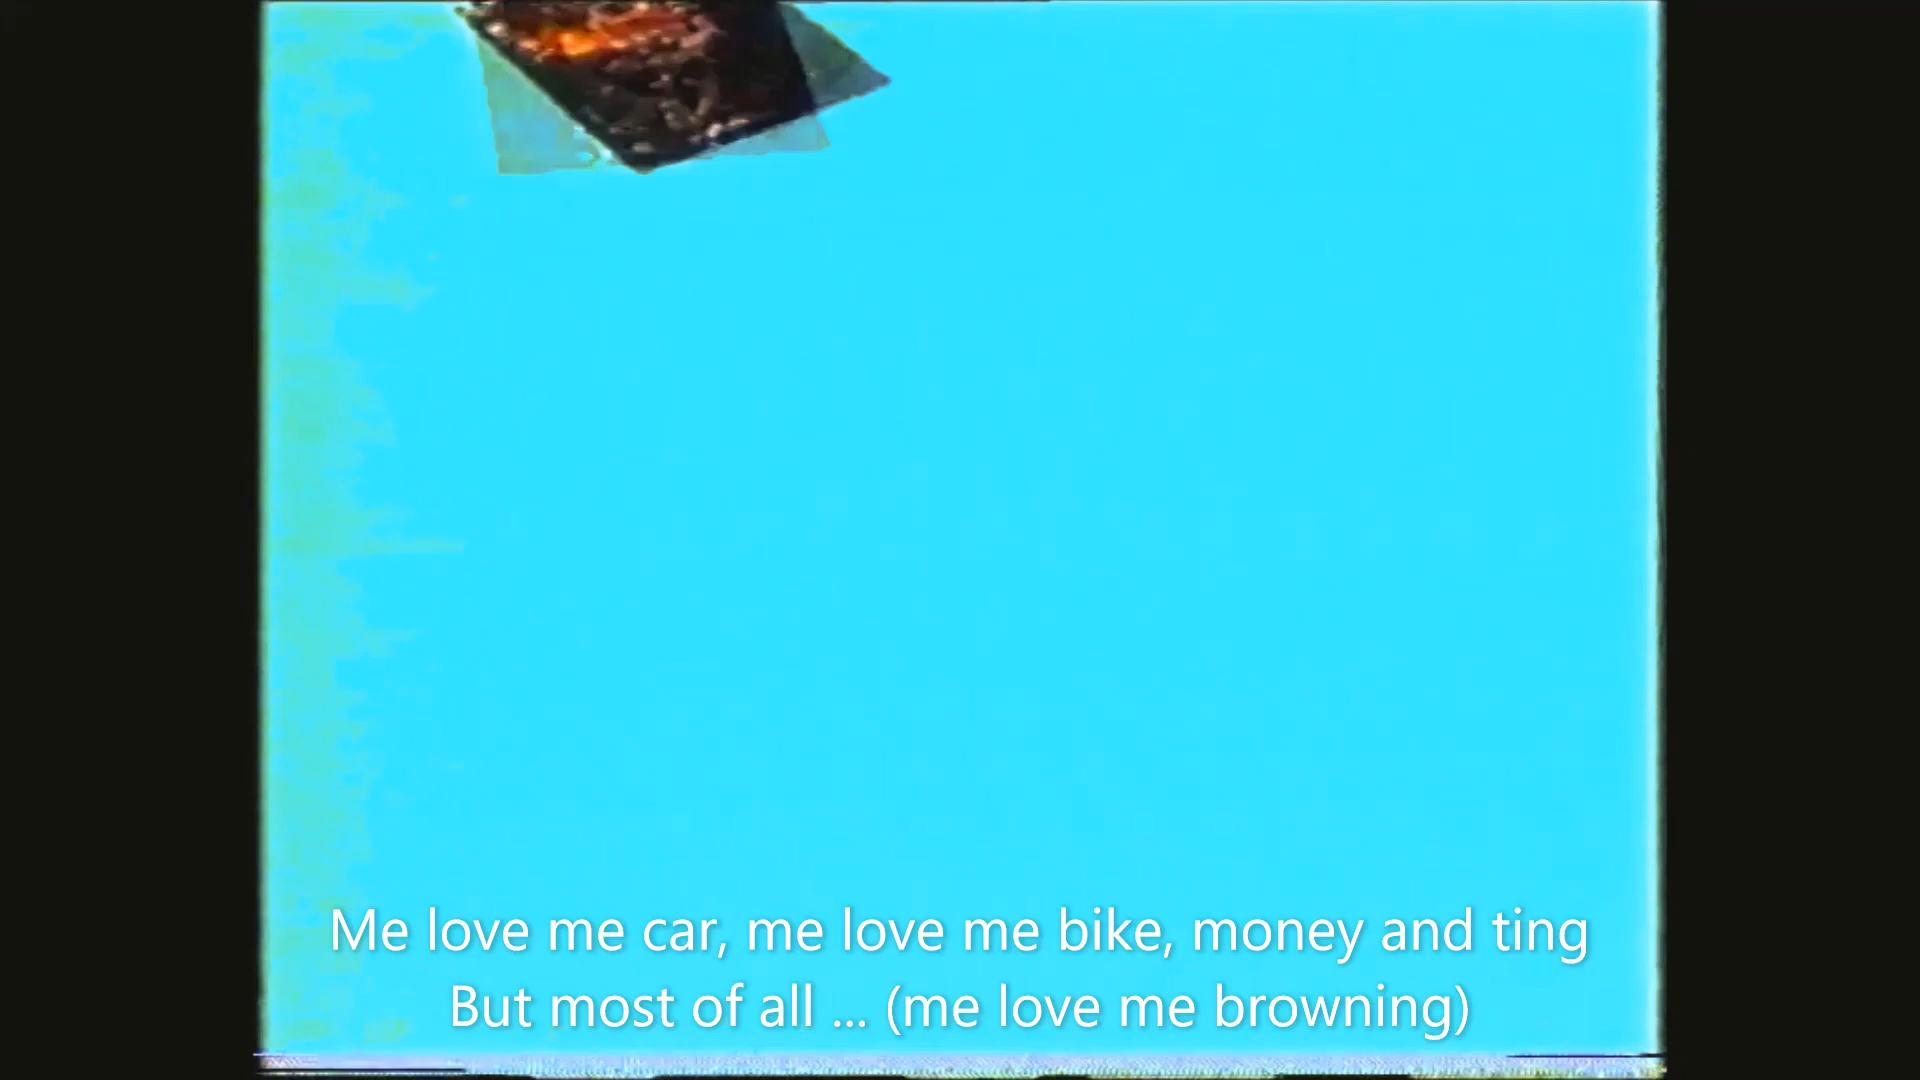 Me love me car, me love me bike, money and ting
But most of all ... (me love me browning)